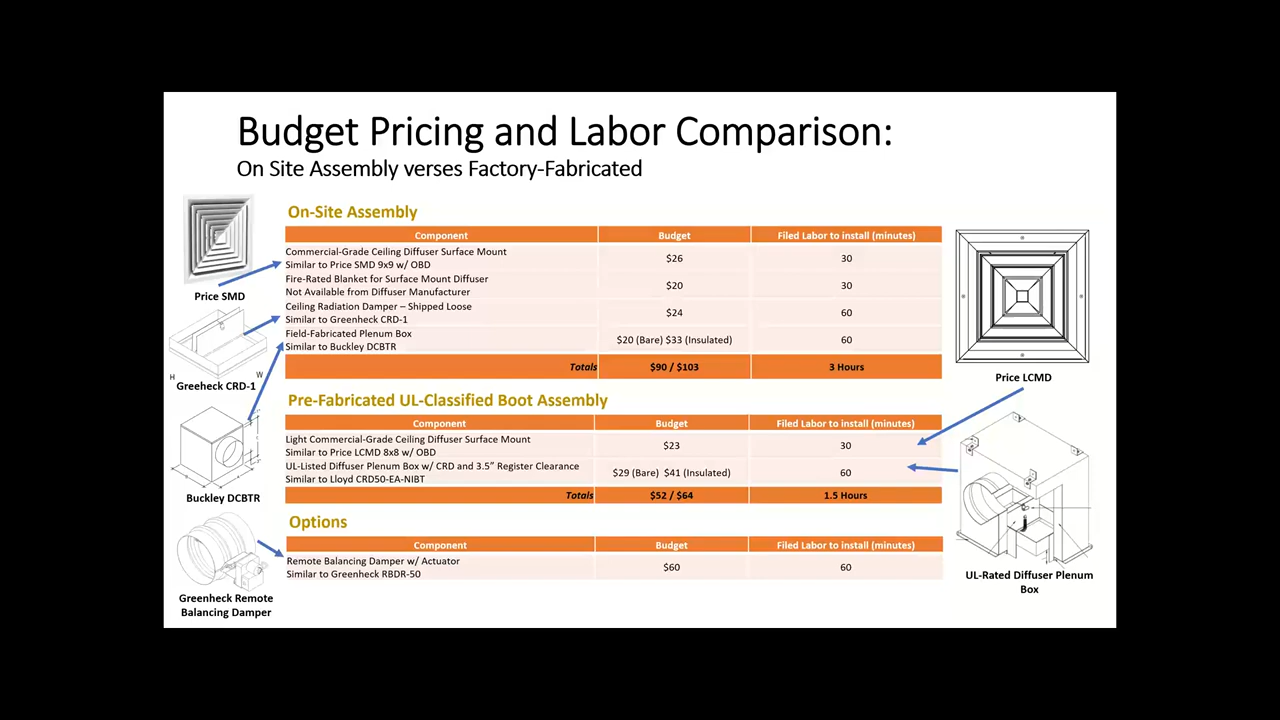 Budget Pricing and Labor Comparison:
On Site Assembly verses Factory-Fabricated
On-Site Assembly
Component Budget Filed Labor to install (minutes)
Commercial-Grade Ceiling Diffuser Surface Mount
Similar to Price SMD 9x9 w/ OBD
$26 30
Fire-Rated Blanket for Surface Mount Diffuser
Not Available from Diffuser Manufacturer
$20 30
Ceiling Radiation Damper – Shipped Loose
Similar to Greenheck CRD-1
$24 60
Field-Fabricated Plenum Box
Similar to Buckley DCBTR
$20 (Bare) $33 (Insulated) 60
Totals $90 / $103 3 Hours
Pre-Fabricated UL-Classified Boot Assembly
Component Budget Filed Labor to install (minutes)
Light Commercial-Grade Ceiling Diffuser Surface Mount
Similar to Price LCMD 8x8 w/ OBD
$23 30
UL-Listed Diffuser Plenum Box w/ CRD and 3.5” Register Clearance
Similar to Lloyd CRD50-EA-NIBT
$29 (Bare) $41 (Insulated) 60
Totals $52 / $64 1.5 Hours
Options
Component Budget Filed Labor to install (minutes)
Remote Balancing Damper w/ Actuator
Similar to Greenheck RBDR-50
$60 60
Price SMD
H W
Greeheck CRD-1
Buckley DCBTR
Greenheck Remote
Balancing Damper
Price LCMD
UL-Rated Diffuser Plenum
Box